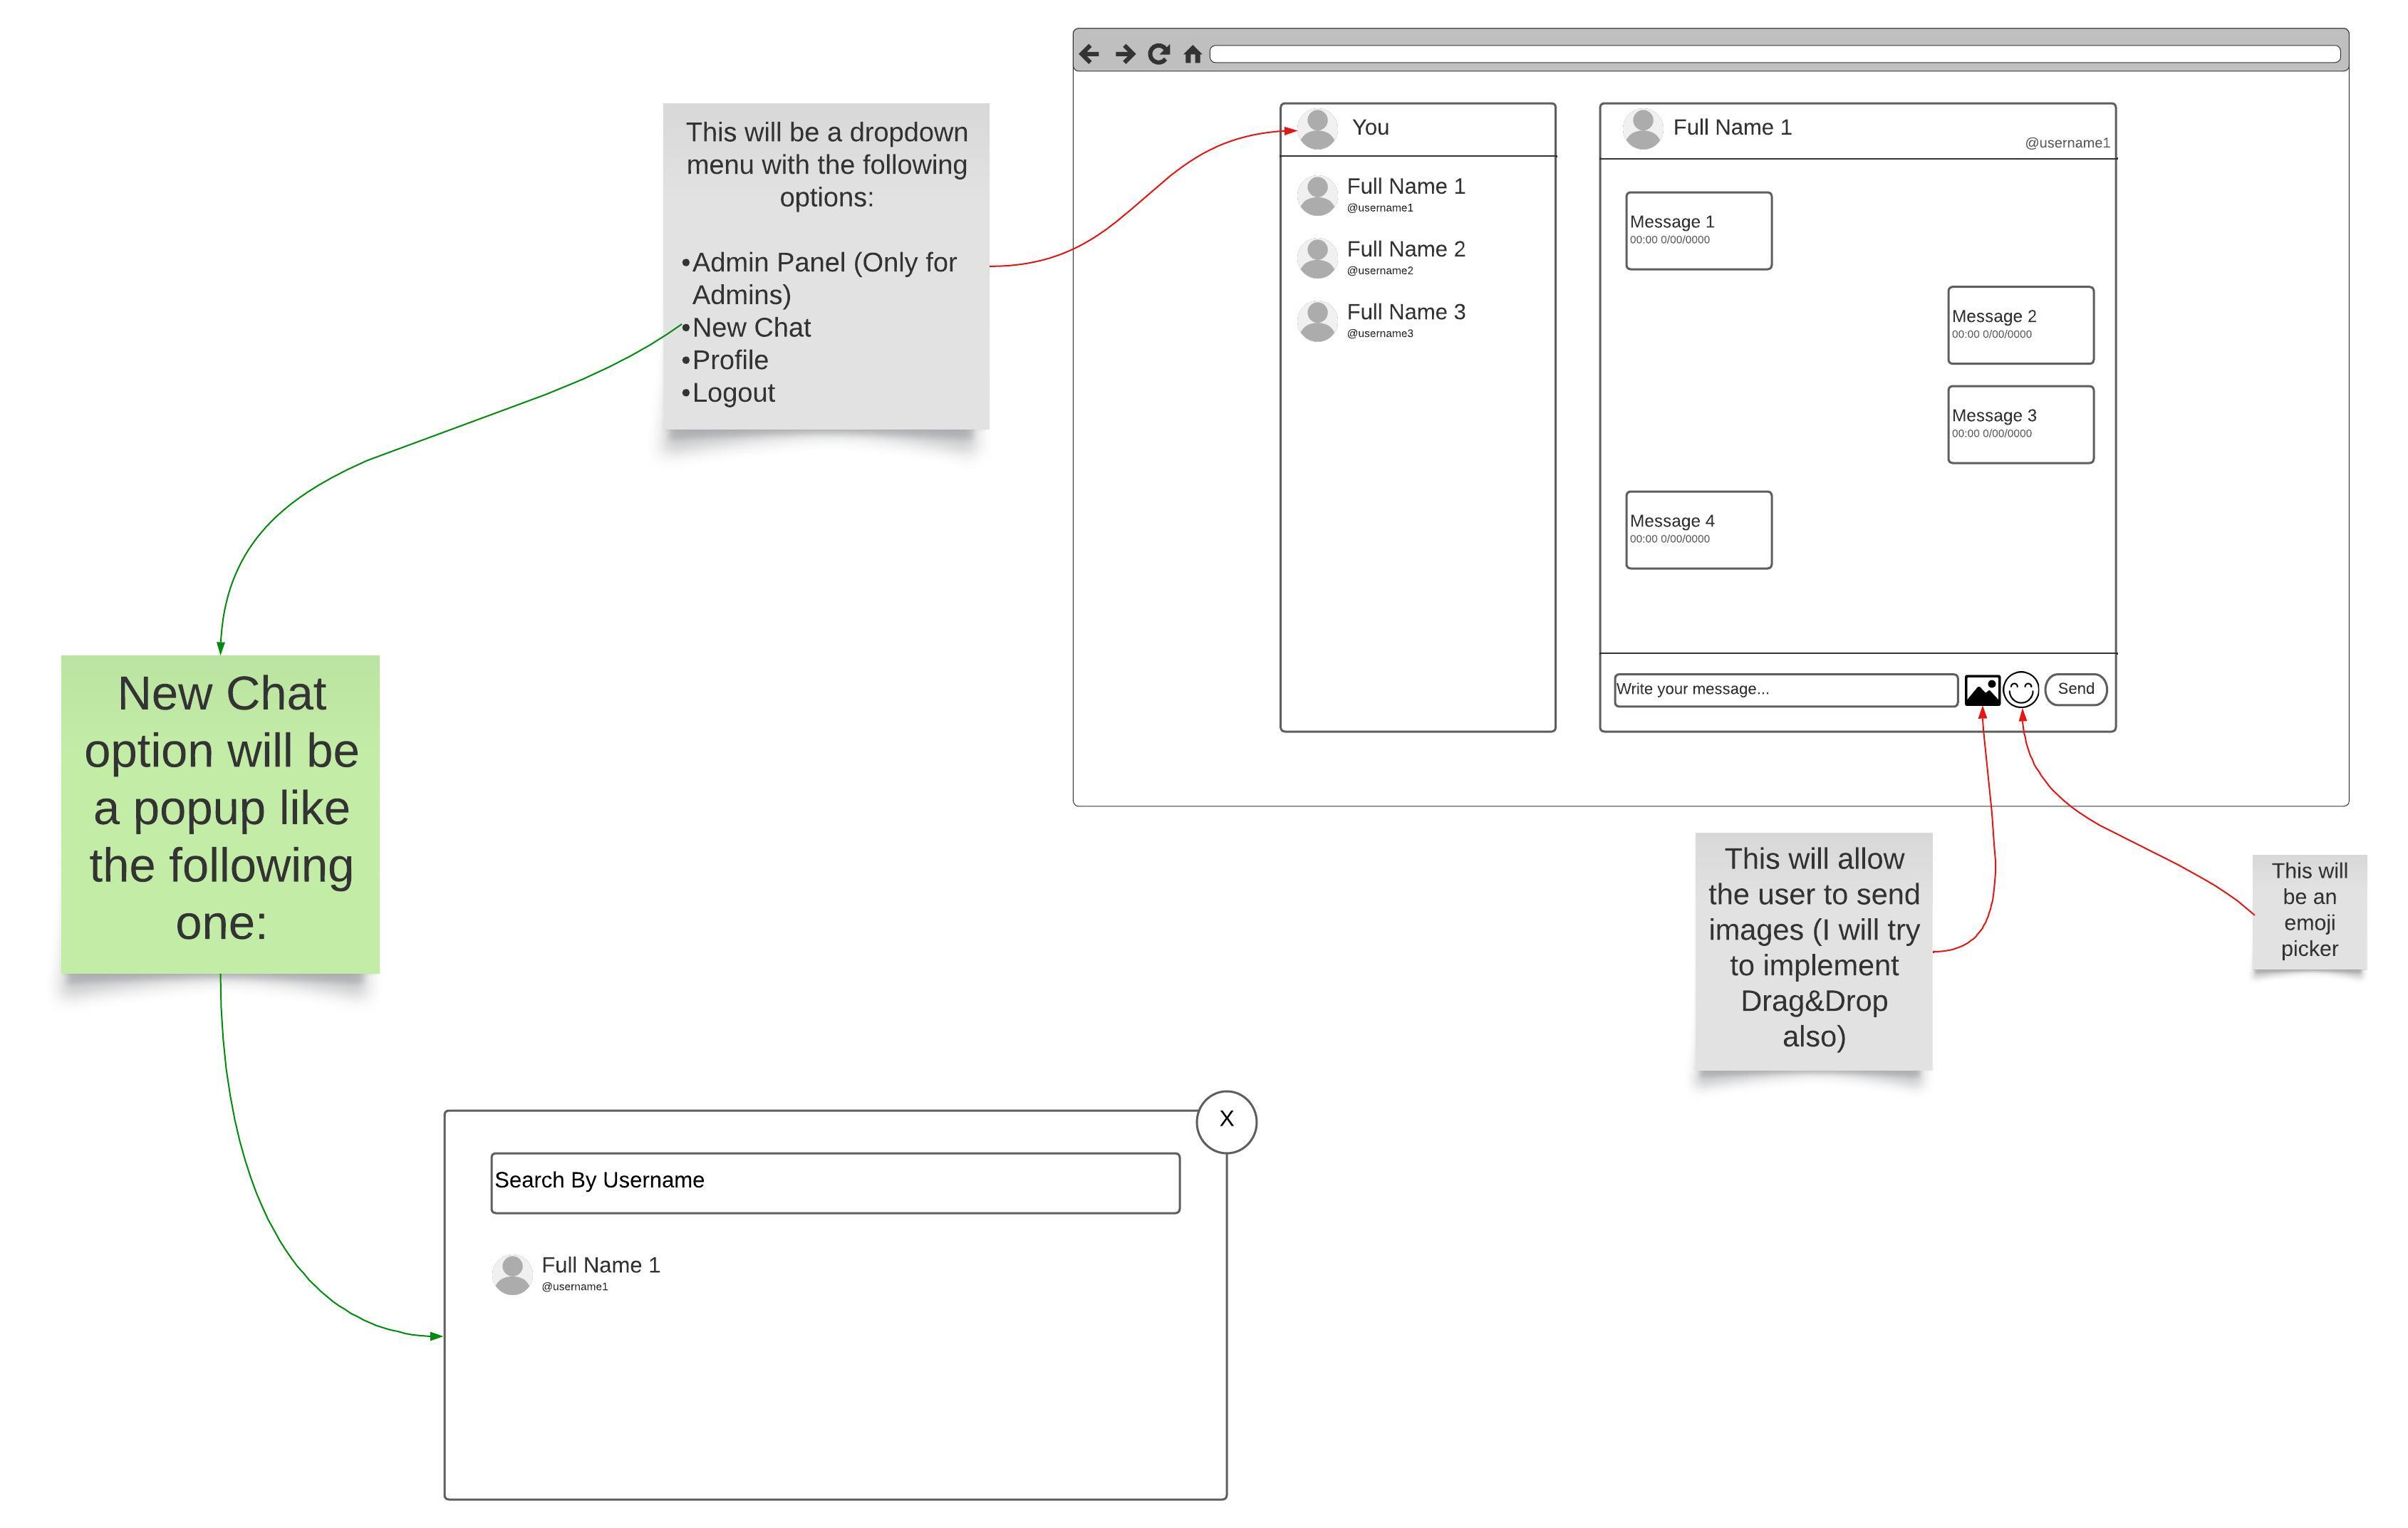 This will be a dropdown
menu with the following
options:
•Admin Panel (Only for
Admins)
•New Chat
•Profile
•Logout
You
Full Name 1
@username1
Full Name 2
@username2
Full Name 3
@username3
Full Name 1
@username1
Message 1
00:00 0/00/0000
Message 2
00:00 0/00/0000
Message 3
00:00 0/00/0000
Message 4
00:00 0/00/0000
Write your message...
Send
New Chat
option will be
a popup like
the following
one:
This will allow
the user to send
images (I will try
to implement
Drag&Drop
also)
This will
be an
emoji
picker
X
Search By Username
Full Name 1
@username1